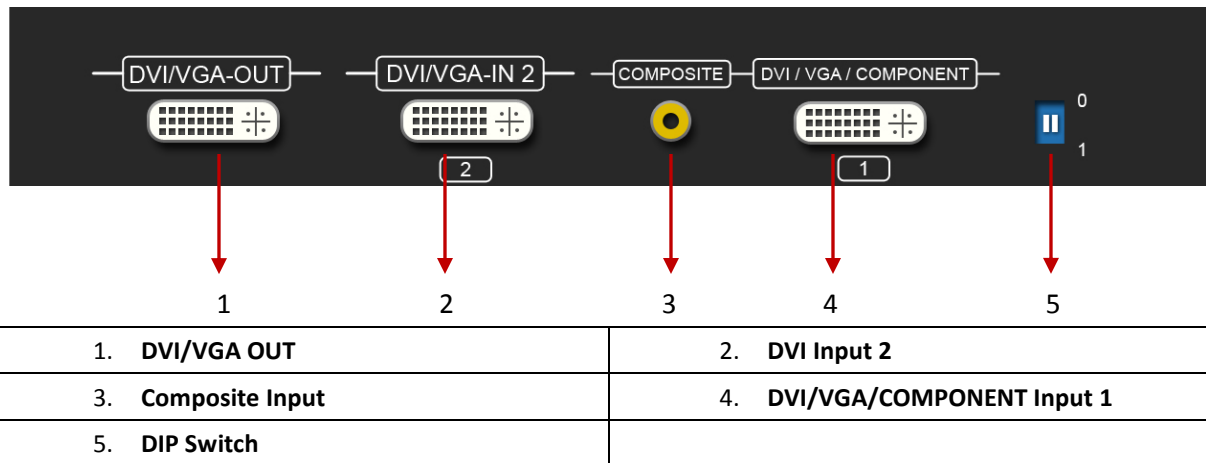 DVI/VGA-OUT DVI/VGA-IN 2 COMPOSITE DVI / VGA / COMPONENT
0
1
2 1
1 2 3 4 5
1. DVI/VGA OUT 2. DVI Input 2
3. Composite Input 4. DVI/VGA/COMPONENT Input 1
5. DIP Switch